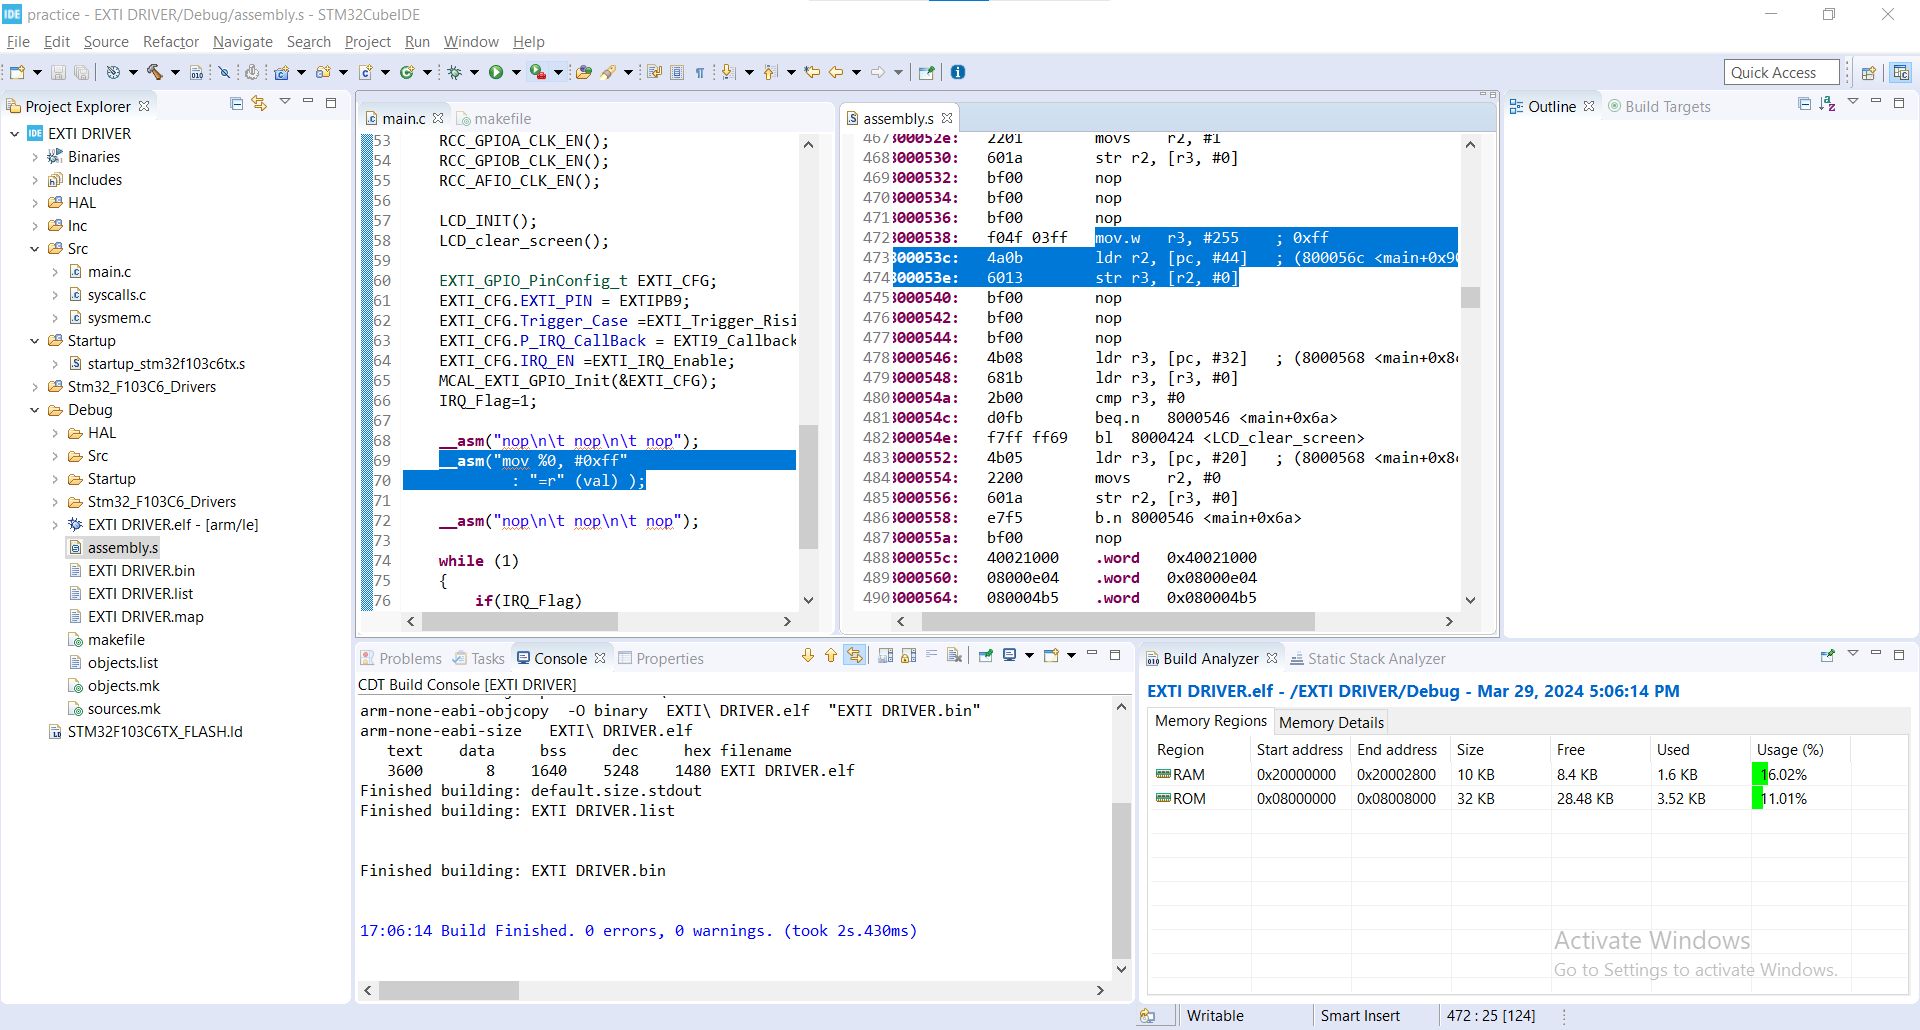 IDE practice - EXTI DRIVER/Debug/assembly.s - STM32CubeIDE
File Edit Source Refactor Navigate Search Project Run Window Help
Quick Access
Project Explorer
EXTI DRIVER
Binaries
Includes
HAL
Inc
Src
main.c
syscalls.c
sysmem.c
Startup
startup_stm32f103c6tx.s
Stm32_F103C6_Drivers
Debug
HAL
Src
Startup
Stm32_F103C6_Drivers
EXTI DRIVER.elf - [arm/le]
assembly.s
EXTI DRIVER.bin
EXTI DRIVER.list
EXTI DRIVER.map
makefile
objects.list
objects.mk
sources.mk
STM32F103C6TX_FLASH.ld
main.c makefile
53 RCC_GPIOA_CLK_EN();
54 RCC_GPIOB_CLK_EN();
55 RCC_AFIO_CLK_EN();
56
57 LCD_INIT();
58 LCD_clear_screen();
59
60 EXTI_GPIO_PinConfig_t EXTI_CFG;
61 EXTI_CFG.EXTI_PIN = EXTIPB9;
62 EXTI_CFG.Trigger_Case =EXTI_Trigger_Risi
63 EXTI_CFG.P_IRQ_CallBack = EXTI9_Callback
64 EXTI_CFG.IRQ_EN =EXTI_IRQ_Enable;
65 MCAL_EXTI_GPIO_Init(&EXTI_CFG);
66 IRQ_Flag=1;
67
68 __asm("nop\n\t nop\n\t nop");
69 __asm("mov %0, #0xff"
70 : "=r" (val) );
71
72 __asm("nop\n\t nop\n\t nop");
73
74 while (1)
75 {
76 if(IRQ_Flag)
assembly.s
467 800052e: 2201 movs r2, #1
468 8000530: 601a str r2, [r3, #0]
469 8000532: bf00 nop
470 8000534: bf00 nop
471 8000536: bf00 nop
472 8000538: f04f 03ff mov.w r3, #255 ; 0xff
473 800053c: 4a0b ldr r2, [pc, #44] ; (800056c <main+0x90
474 800053e: 6013 str r3, [r2, #0]
475 8000540: bf00 nop
476 8000542: bf00 nop
477 8000544: bf00 nop
478 8000546: 4b08 ldr r3, [pc, #32] ; (8000568 <main+0x8c
479 8000548: 681b ldr r3, [r3, #0]
480 800054a: 2b00 cmp r3, #0
481 800054c: d0fb beq.n 8000546 <main+0x6a>
482 800054e: f7ff ff69 bl 8000424 <LCD_clear_screen>
483 8000552: 4b05 ldr r3, [pc, #20] ; (8000568 <main+0x8c
484 8000554: 2200 movs r2, #0
485 8000556: 601a str r2, [r3, #0]
486 8000558: e7f5 b.n 8000546 <main+0x6a>
487 800055a: bf00 nop
488 800055c: 40021000 .word 0x40021000
489 8000560: 08000e04 .word 0x08000e04
490 8000564: 080004b5 .word 0x080004b5
Outline Build Targets
Problems Tasks Console Properties
CDT Build Console [EXTI DRIVER]
arm-none-eabi-objcopy -O binary EXTI\ DRIVER.elf "EXTI DRIVER.bin"
arm-none-eabi-size EXTI\ DRIVER.elf
text data bss dec hex filename
3600 8 1640 5248 1480 EXTI DRIVER.elf
Finished building: default.size.stdout
Finished building: EXTI DRIVER.list
Finished building: EXTI DRIVER.bin
17:06:14 Build Finished. 0 errors, 0 warnings. (took 2s.430ms)
Build Analyzer Static Stack Analyzer
EXTI DRIVER.elf - /EXTI DRIVER/Debug - Mar 29, 2024 5:06:14 PM
Memory Regions Memory Details
Region Start address End address Size Free Used Usage (%)
RAM 0x20000000 0x20002800 10 KB 8.4 KB 1.6 KB 16.02%
ROM 0x08000000 0x08008000 32 KB 28.48 KB 3.52 KB 11.01%
Activate Windows
Go to Settings to activate Windows.
Writable Smart Insert 472 : 25 [124]